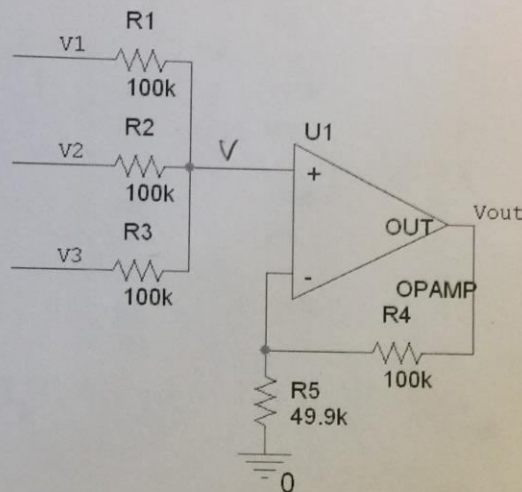 R1
V1
100k
R2
V2
100k
V
U1
+
R3
V3
100k
OUT
Vout
-
OPAMP
R4
100k
R5
49.9k
0